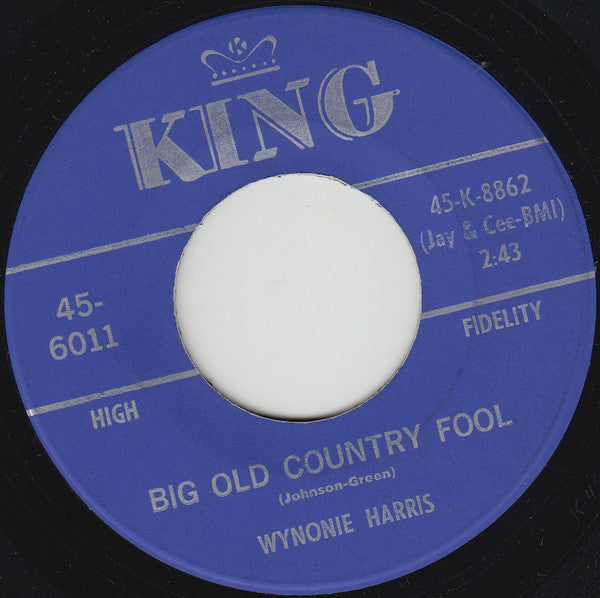 K
KING
45-K-8862
(Jay & Cee-BMI)
2:43
45-
6011
HIGH
FIDELITY
BIG OLD COUNTRY FOOL
(Johnson-Green)
WYNONIE HARRIS